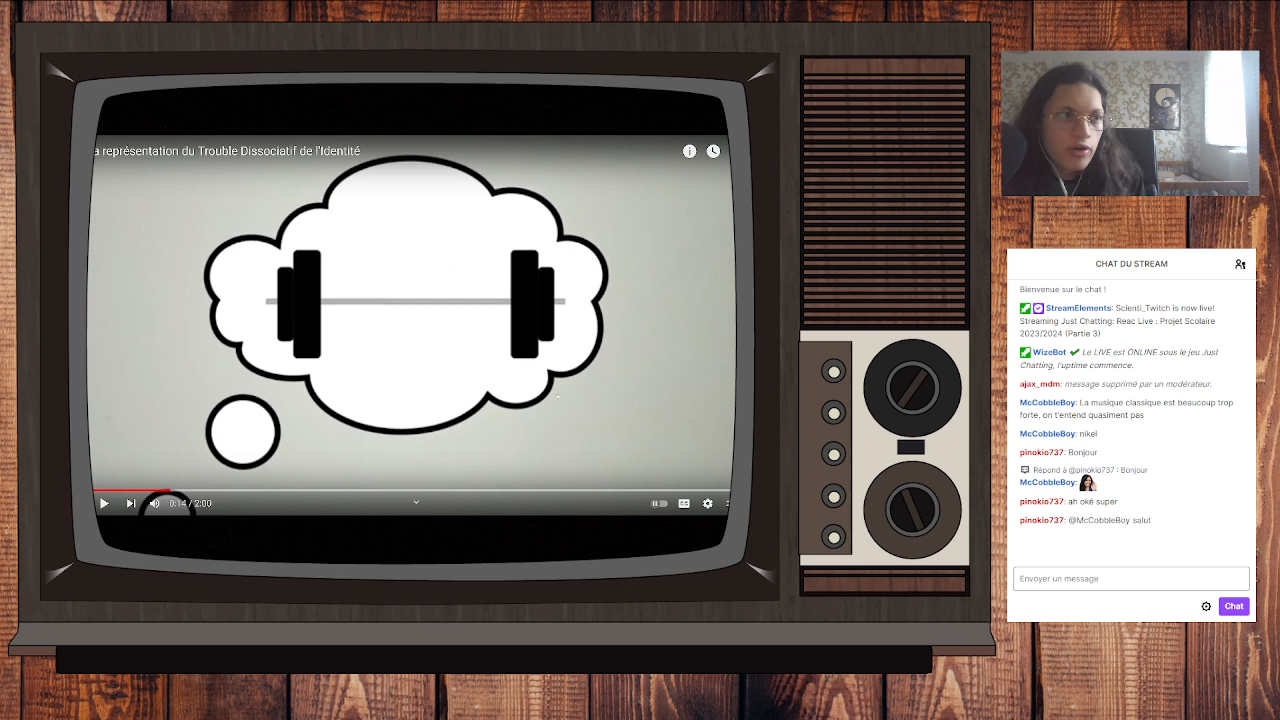 représentation du Trouble Dissociatif de l'Identité
0:14 / 2:00
CHAT DU STREAM
Bienvenue sur le chat !
StreamElements: Scienti_Twitch is now live!
Streaming Just Chatting: Reac Live : Projet Scolaire
2023/2024 (Partie 3)
WizeBot ✔ Le LIVE est ONLINE sous le jeu Just
Chatting, l'uptime commence.
ajax_mdm: message supprimé par un modérateur.
McCobbleBoy: La musique classique est beaucoup trop
forte, on t'entend quasiment pas
McCobbleBoy: nikel
pinokio737: Bonjour
Répond à @pinokio737 : Bonjour
McCobbleBoy:
pinokio737: ah oké super
pinokio737: @McCobbleBoy salut
Envoyer un message
Chat